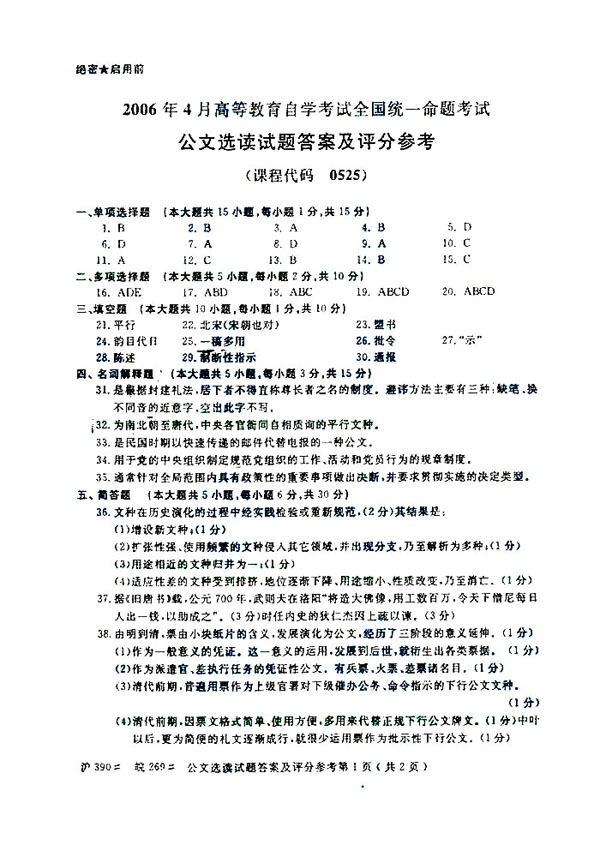 绝密★启用前
2006 年 4 月高等教育自学考试全国统一命题考试
公文选读试题答案及评分参考
(课程代码 0525)
一、单项选择题 (本大题共 15 小题,每小题 1 分,共 15 分)
1. B 2. B 3. A 4. B 5. D
6. D 7. A 8. D 9. A 10. C
11. A 12. C 13. B 14. B 15. C
二、多项选择题 (本大题共 5 小题,每小题 2 分,共 10 分)
16. ADE 17. ABD 18. ABC 19. ABCD 20. ABCD
三、填空题 (本大题共 10 小题,每小题 1 分,共 10 分)
21. 平行 22. 北宋(宋朝也对) 23. 盟书
24. 韵目代日 25. 一稿多用 26. 批令 27. “示”
28. 陈述 29. 制断性指示 30. 通报
四、名词解释题 (本大题共 5 小题,每小题 3 分,共 15 分)
31. 是根据封建礼法,居下者不得直称尊长者之名的制度。避讳方法主要有三种:缺笔、换
不同音的近意字,空出此字不写。
32. 为南北朝至唐代,中央各官衙间自相质询的平行文种。
33. 是民国时期以快速传递的邮件代替电报的一种公文。
34. 用于党的中央组织制定规范党组织的工作、活动和党员行为的规章制度。
35. 通常针对全局范围内具有政策性的重要事项做出决断,并要求贯彻实施的决定类型。
五、简答题 (本大题共 5 小题,每小题 6 分,共 30 分)
36. 文种在历史演化的过程中经实践检验或重新规范,(2 分)其结果是:
(1)增设新文种;(1 分)
(2)扩张性强、使用频繁的文种侵入其它领域,并出现分支,乃至解析为多种;(1 分)
(3)用途相近的文种归并为一;(1 分)
(4)适应性差的文种受到排挤,地位逐渐下降、用途缩小、性质改变,乃至消亡。(1 分)
37. 据《旧唐书》载,公元 700 年,武则天在洛阳“将造大佛像,用工数百万,令天下僧尼每日
人出一钱,以助成之”。(3 分)时任内史的狄仁杰因上疏以谏。(3 分)
38. 由明到清,票由小块纸片的含义,发展演化为公文,经历了三阶段的意义延伸。(1 分)
(1)作为一般意义的凭证。这一意义的运用,发展到后世,就衍生出各类票据。(1 分)
(2)作为派遣官、差执行任务的凭证性公文。有兵票、火票、差票诸名目。(1 分)
(3)清代前期,普遍用票作为上级官署对下级催办公务、命令指示的下行公文文种。
(1 分)
(4)清代前期,因票文格式简单、使用方便,多用来代替正规下行公文牌文。(1 分)中叶
以后,更为简便的札文逐渐成行,就很少运用票作为批示性下行公文。(1 分)
沪 390= 皖 269= 公文选读试题答案及评分参考第 1 页(共 2 页)